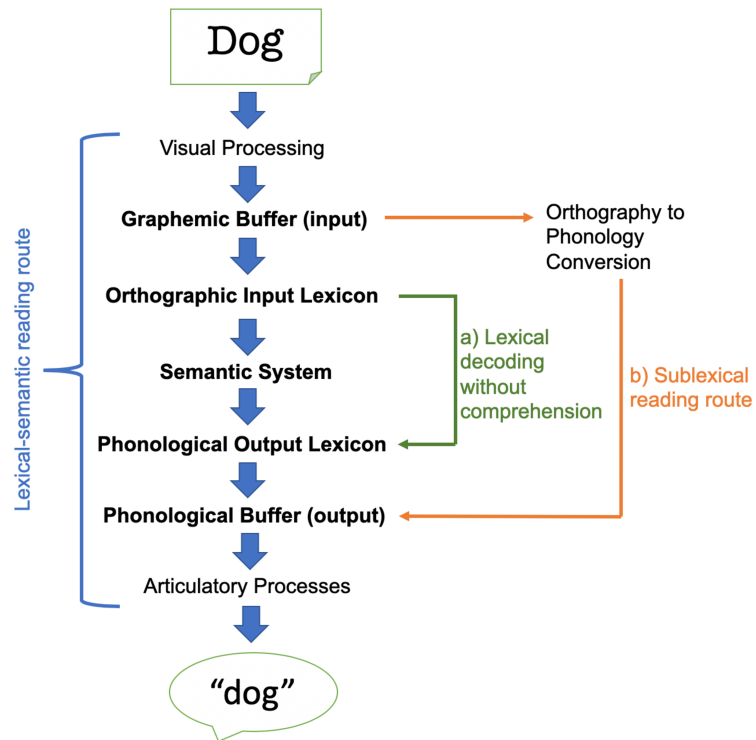 Dog
Visual Processing
Graphemic Buffer (input)
Orthography to
Phonology
Conversion
Orthographic Input Lexicon
a) Lexical
decoding
without
comprehension
Semantic System
b) Sublexical
reading route
Phonological Output Lexicon
Phonological Buffer (output)
Articulatory Processes
“dog”
Lexical-semantic reading route